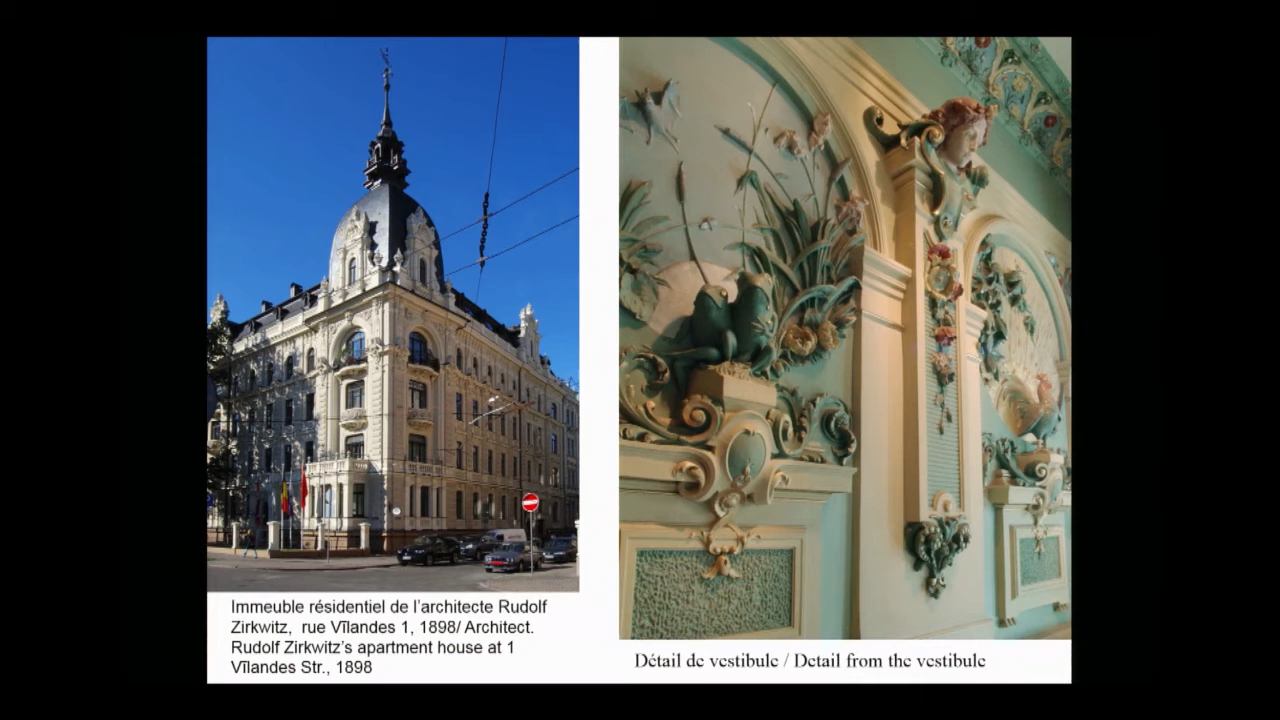 Immeuble résidentiel de l'architecte Rudolf
Zirkwitz, rue Vīlandes 1, 1898/ Architect.
Rudolf Zirkwitz's apartment house at 1
Vīlandes Str., 1898
Détail de vestibule / Detail from the vestibule